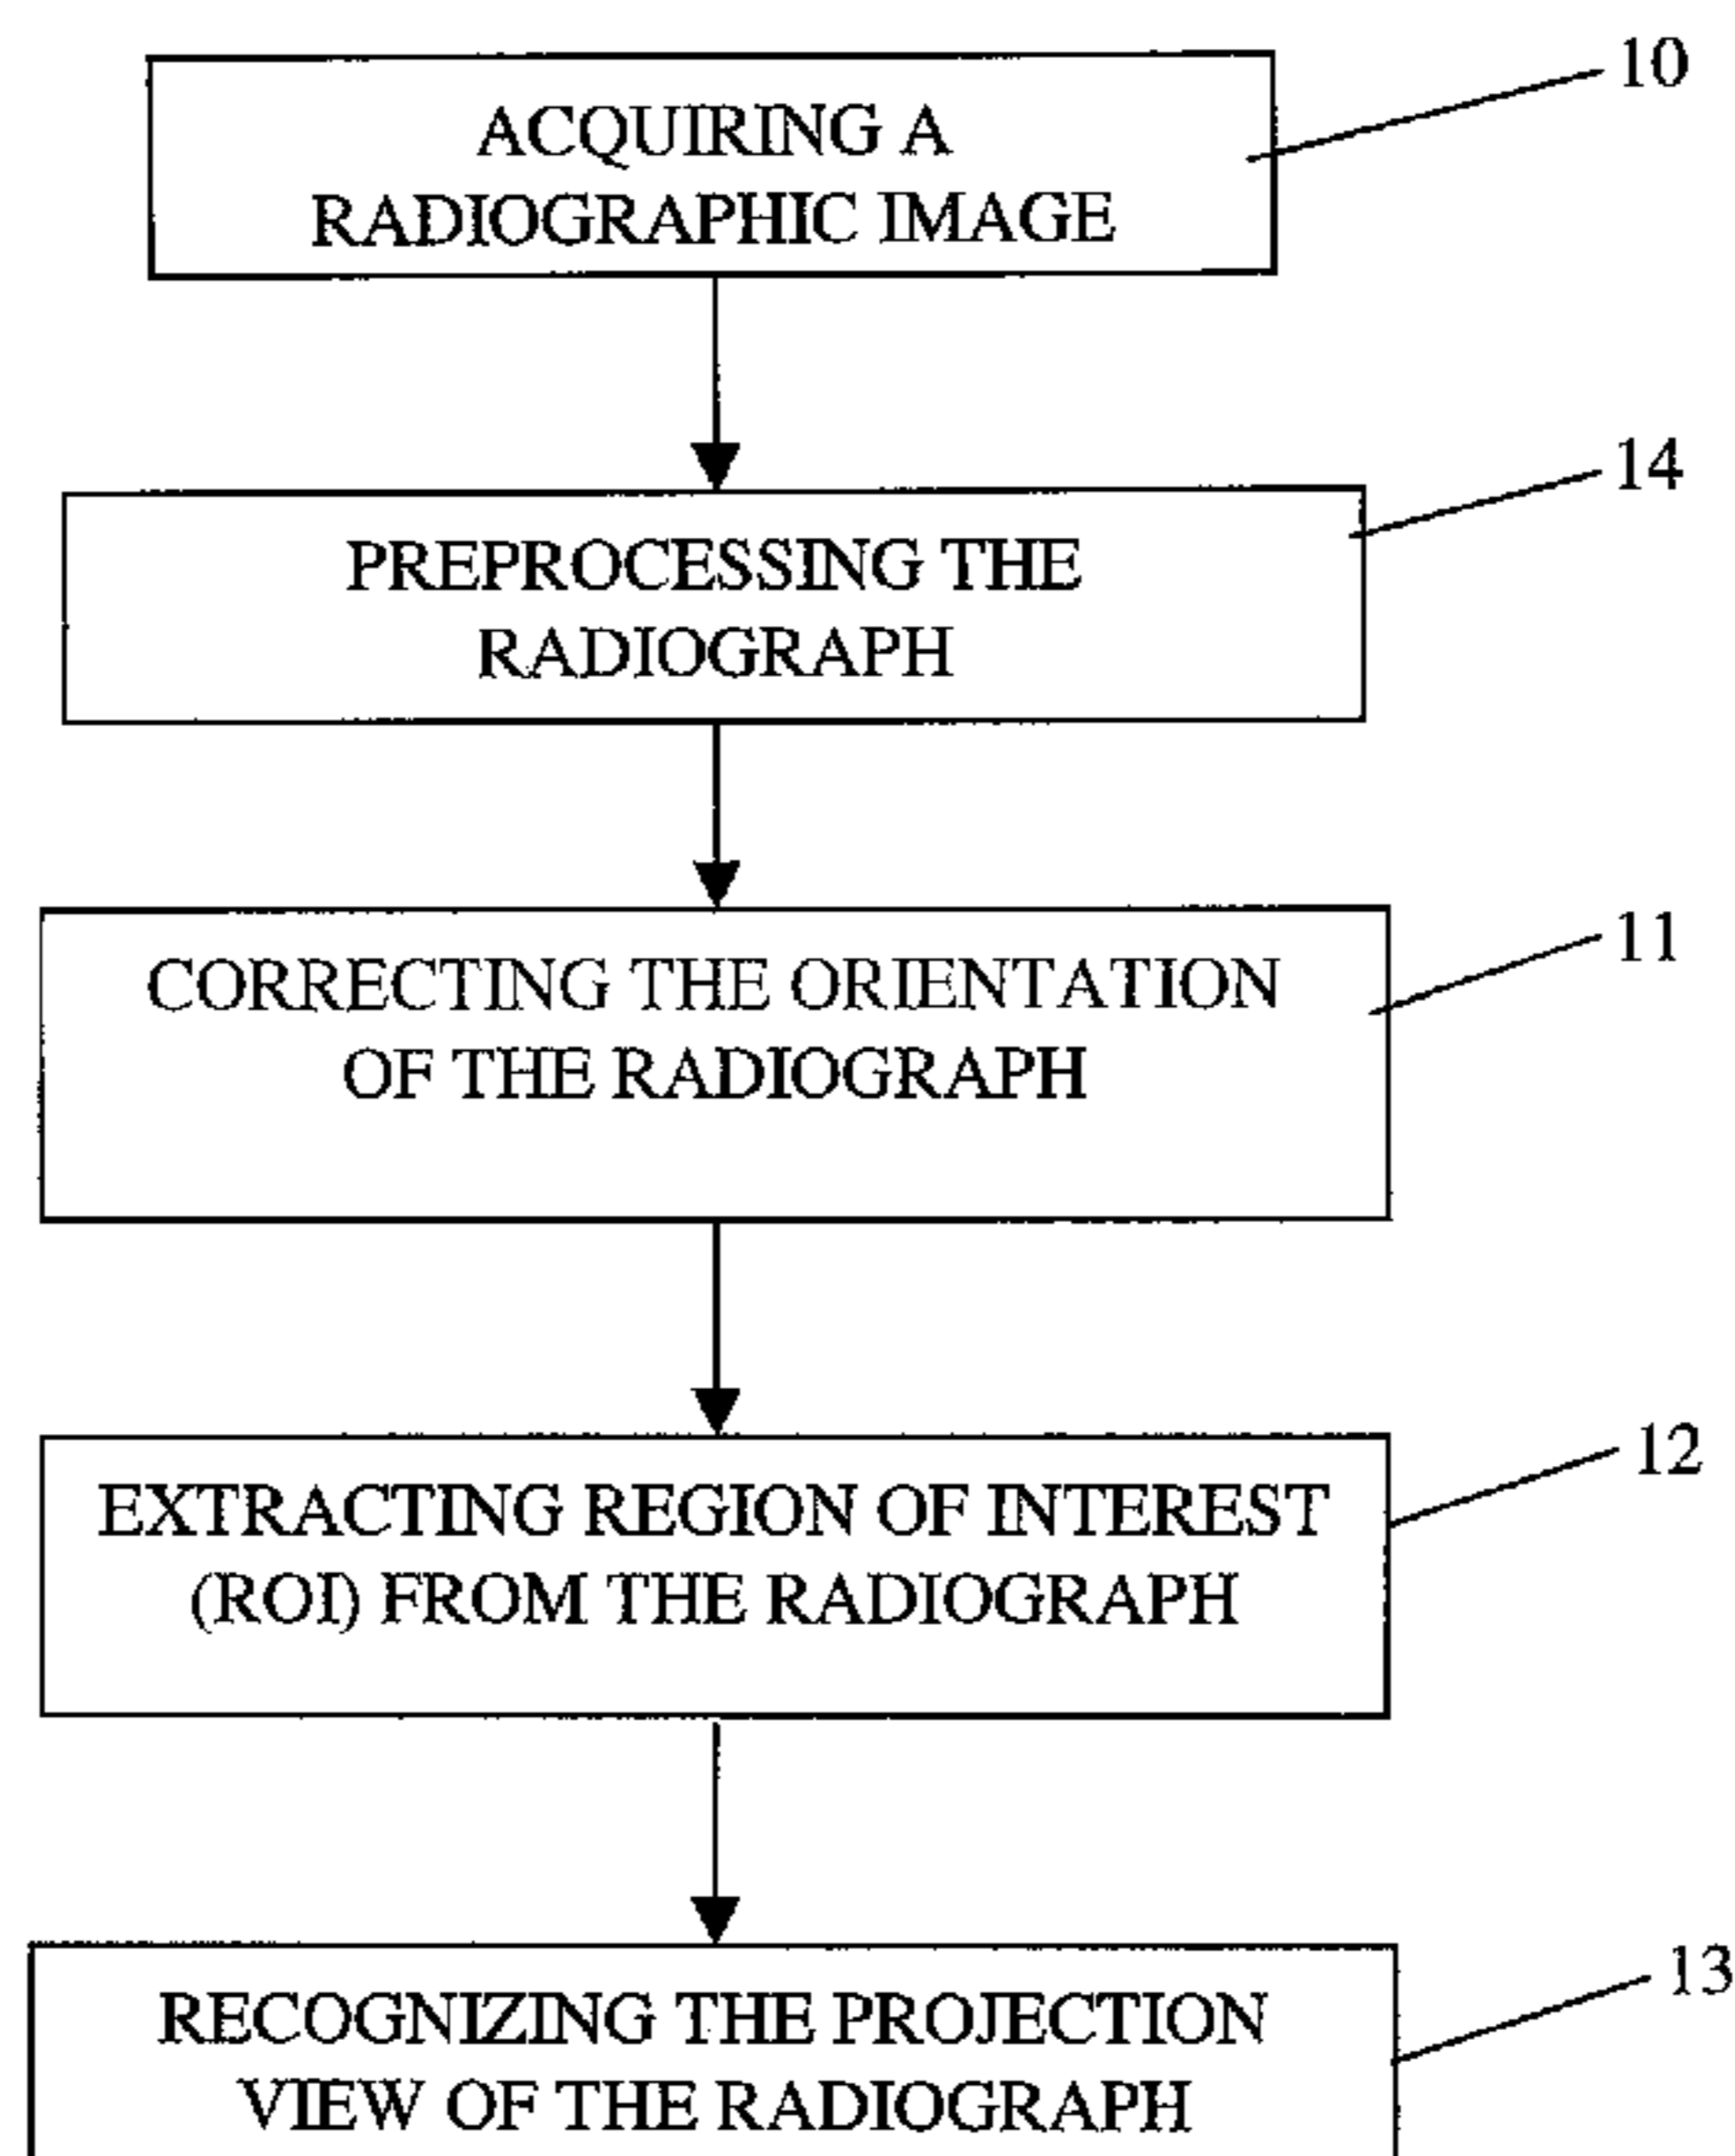 10
ACQUIRING A
RADIOGRAPHIC IMAGE
14
PREPROCESSING THE
RADIOGRAPH
11
CORRECTING THE ORIENTATION
OF THE RADIOGRAPH
12
EXTRACTING REGION OF INTEREST
(ROI) FROM THE RADIOGRAPH
13
RECOGNIZING THE PROJECTION
VIEW OF THE RADIOGRAPH